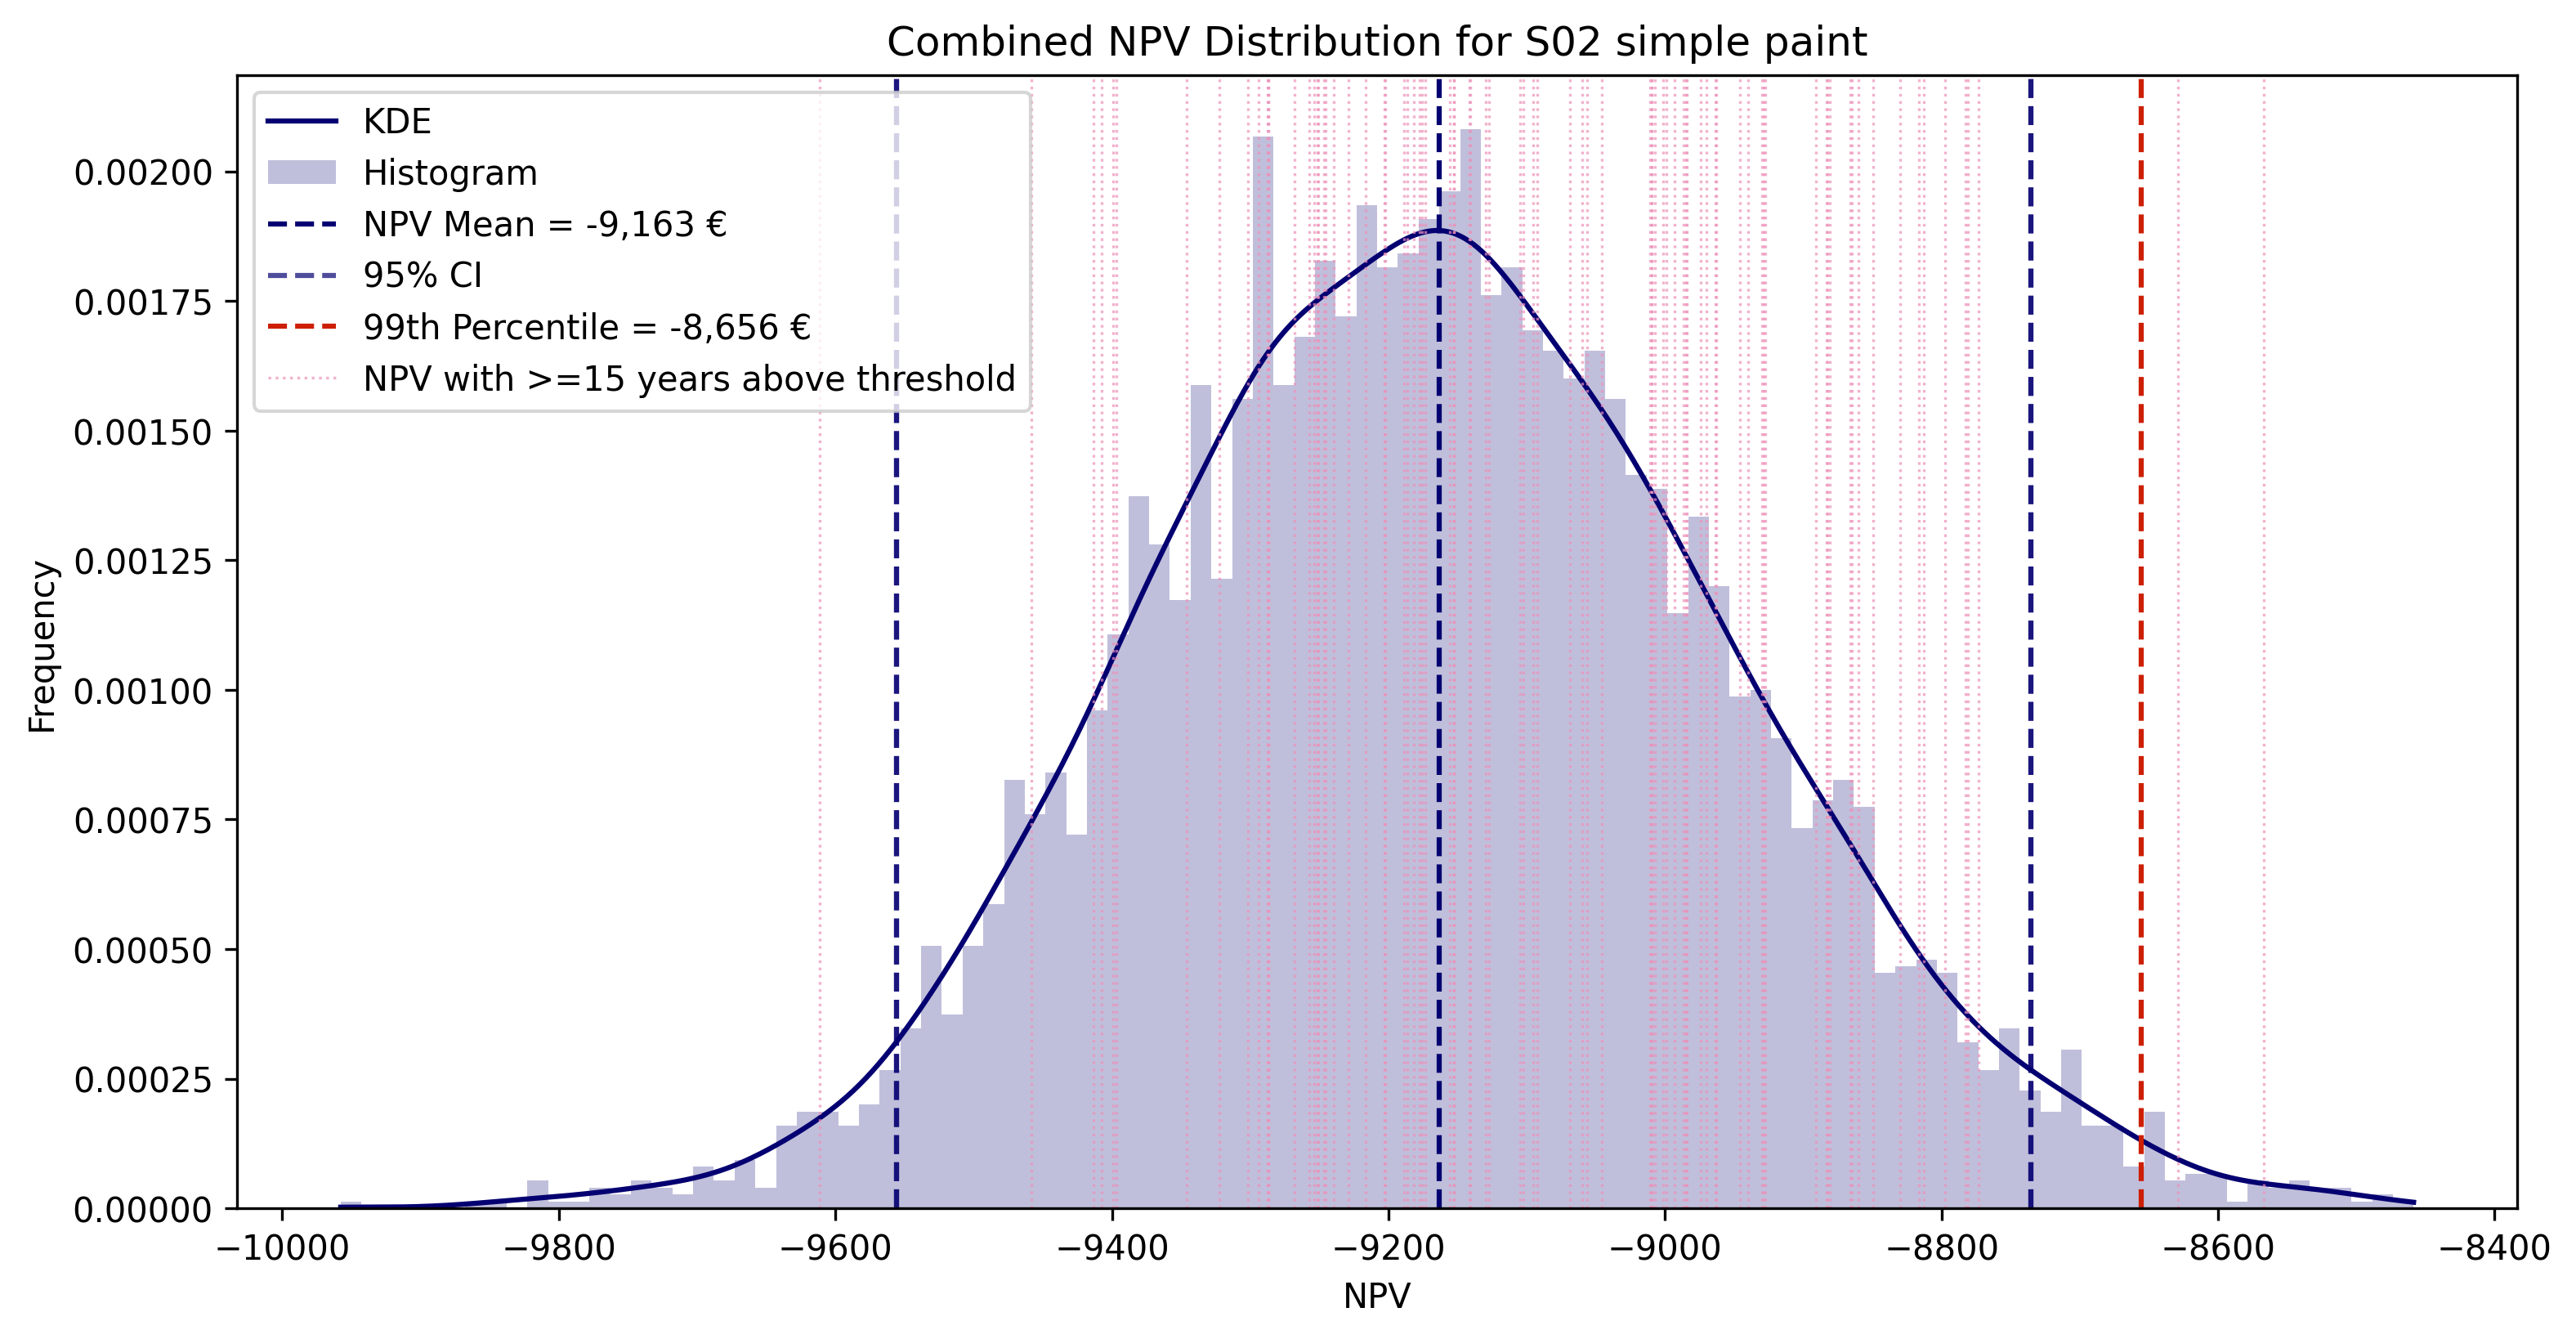 Combined NPV Distribution for S02 simple paint
KDE
Histogram
NPV Mean = -9,163 €
95% CI
99th Percentile = -8,656 €
NPV with >=15 years above threshold
Frequency
0.00200
0.00175
0.00150
0.00125
0.00100
0.00075
0.00050
0.00025
0.00000
−10000 −9800 −9600 −9400 −9200 −9000 −8800 −8600 −8400
NPV